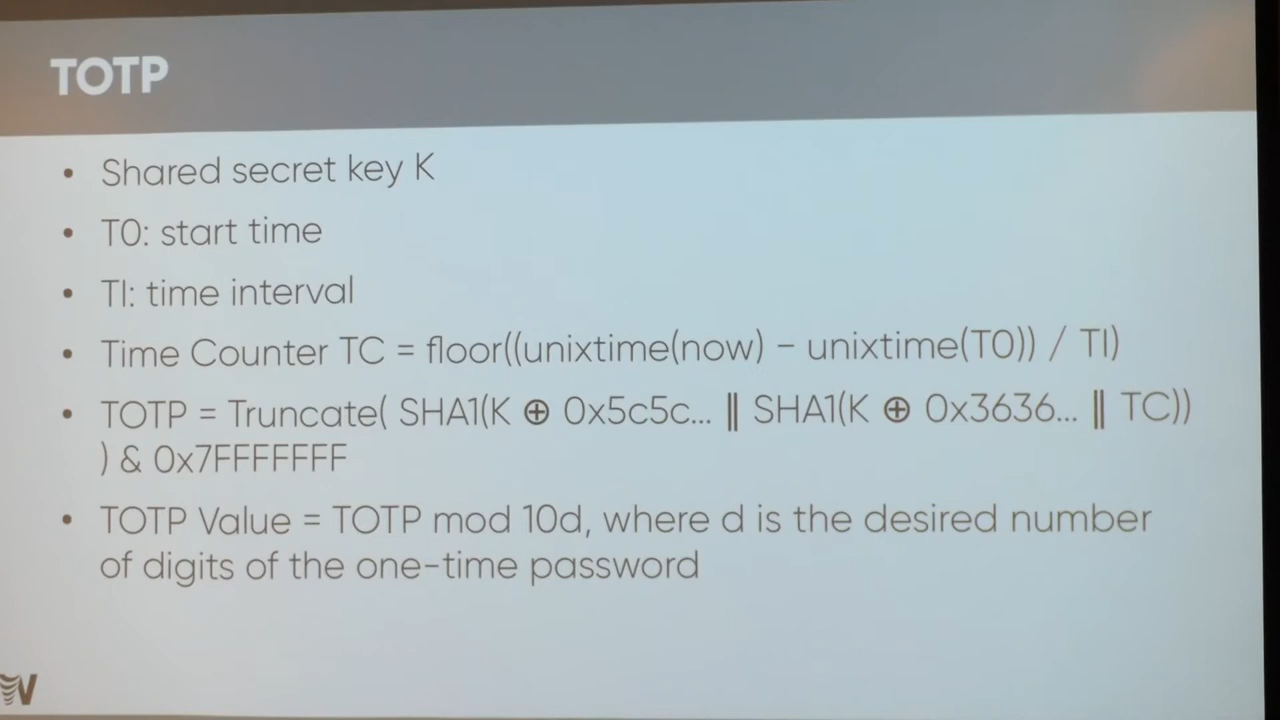 TOTP
• Shared secret key K
• T0: start time
• TI: time interval
• Time Counter TC = floor((unixtime(now) – unixtime(T0)) / TI)
• TOTP = Truncate( SHA1(K ⊕ 0x5c5c... ∥ SHA1(K ⊕ 0x3636... ∥ TC))
) & 0x7FFFFFFF
• TOTP Value = TOTP mod 10d, where d is the desired number
of digits of the one-time password